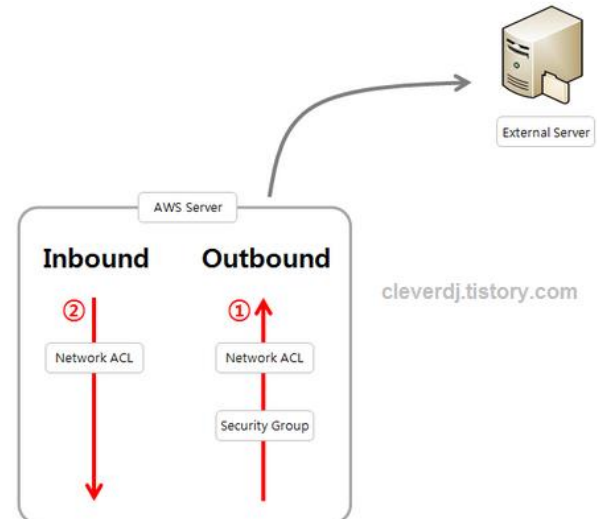 External Server
AWS Server
Inbound
Outbound
cleverdj.tistory.com
②
①
Network ACL
Network ACL
Security Group